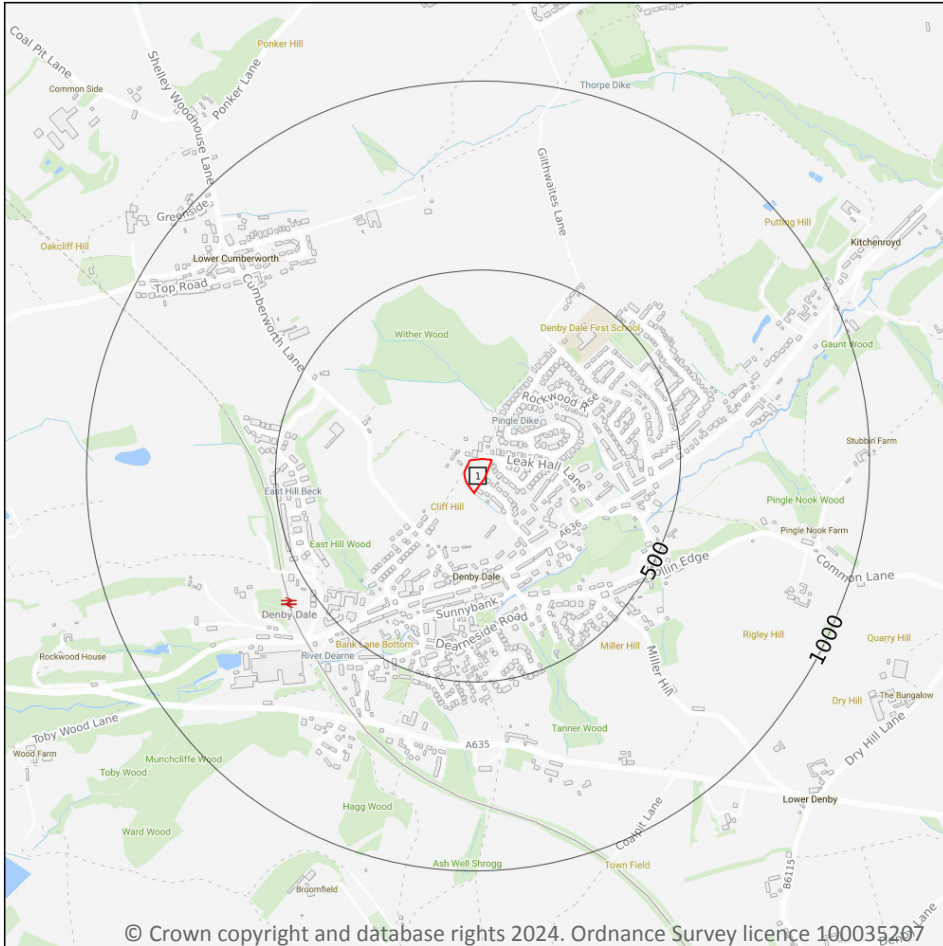 Coal Pit Lane
Ponker Hill
Common Side
Shelley Woodhouse Lane
Ponker Lane
Thorpe Dike
Gilthwaites Lane
Greenside
Putting Hill
Oakcliff Hill
Kitchenroyd
Lower Cumberworth
Top Road
Cumberworth Lane
Wither Wood
Denby Dale First School
Gaunt Wood
Rockwood Rise
Pingle Dike
Stubbin Farm
Leak Hall Lane
1
East Hill Beck
Cliff Hill
Pingle Nook Wood
A636
Pingle Nook Farm
East Hill Wood
500
Collin Edge
Common Lane
Denby Dale
Denby Dale
Sunnybank
Dearneside Road
1000
Rigley Hill
Quarry Hill
Bank Lane Bottom
Miller Hill
Rockwood House
River Dearne
Miller Hill
The Bungalow
Dry Hill
Toby Wood Lane
Tanner Wood
Wood Farm
A635
Munchcliffe Wood
Toby Wood
Dry Hill Lane
Hagg Wood
Lower Denby
Ward Wood
Coalpit Lane
Ash Well Shrogg
Town Field
Broomfield
B6115
Denby Lane
© Crown copyright and database rights 2024. Ordnance Survey licence 100035207